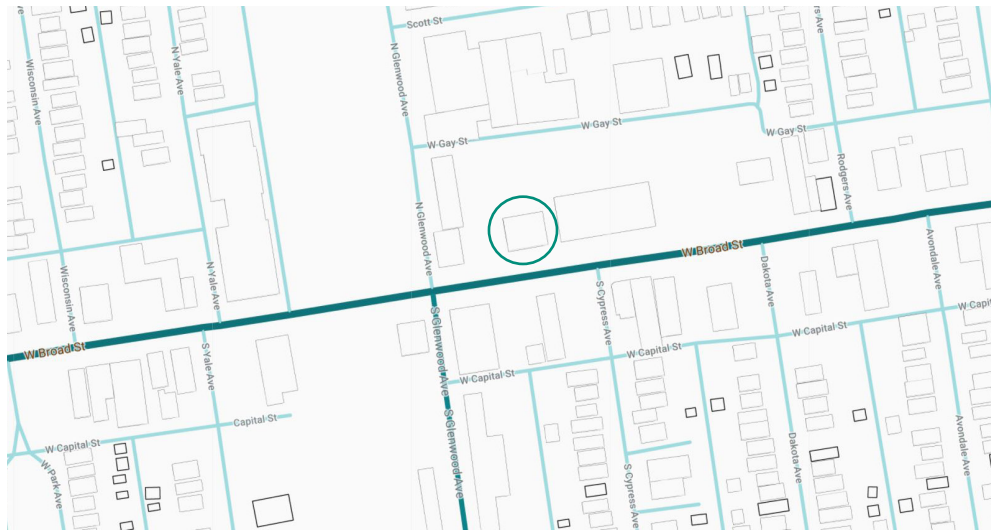 Scott St
Wisconsin Ave
N Yale Ave
N Glenwood Ave
W Gay St
W Gay St
W Gay St
Rodgers Ave
N Glenwood Ave
Wisconsin Ave
N Yale Ave
W Broad St
Dakota Ave
Avondale Ave
S Cypress Ave
W Capital St
W Capital St
S Glenwood Ave
W Broad St
S Yale Ave
W Capital St
W Capital St
Capital St
S Glenwood Ave
Dakota Ave
Avondale Ave
W Capital St
W Park Ave
S Cypress Ave